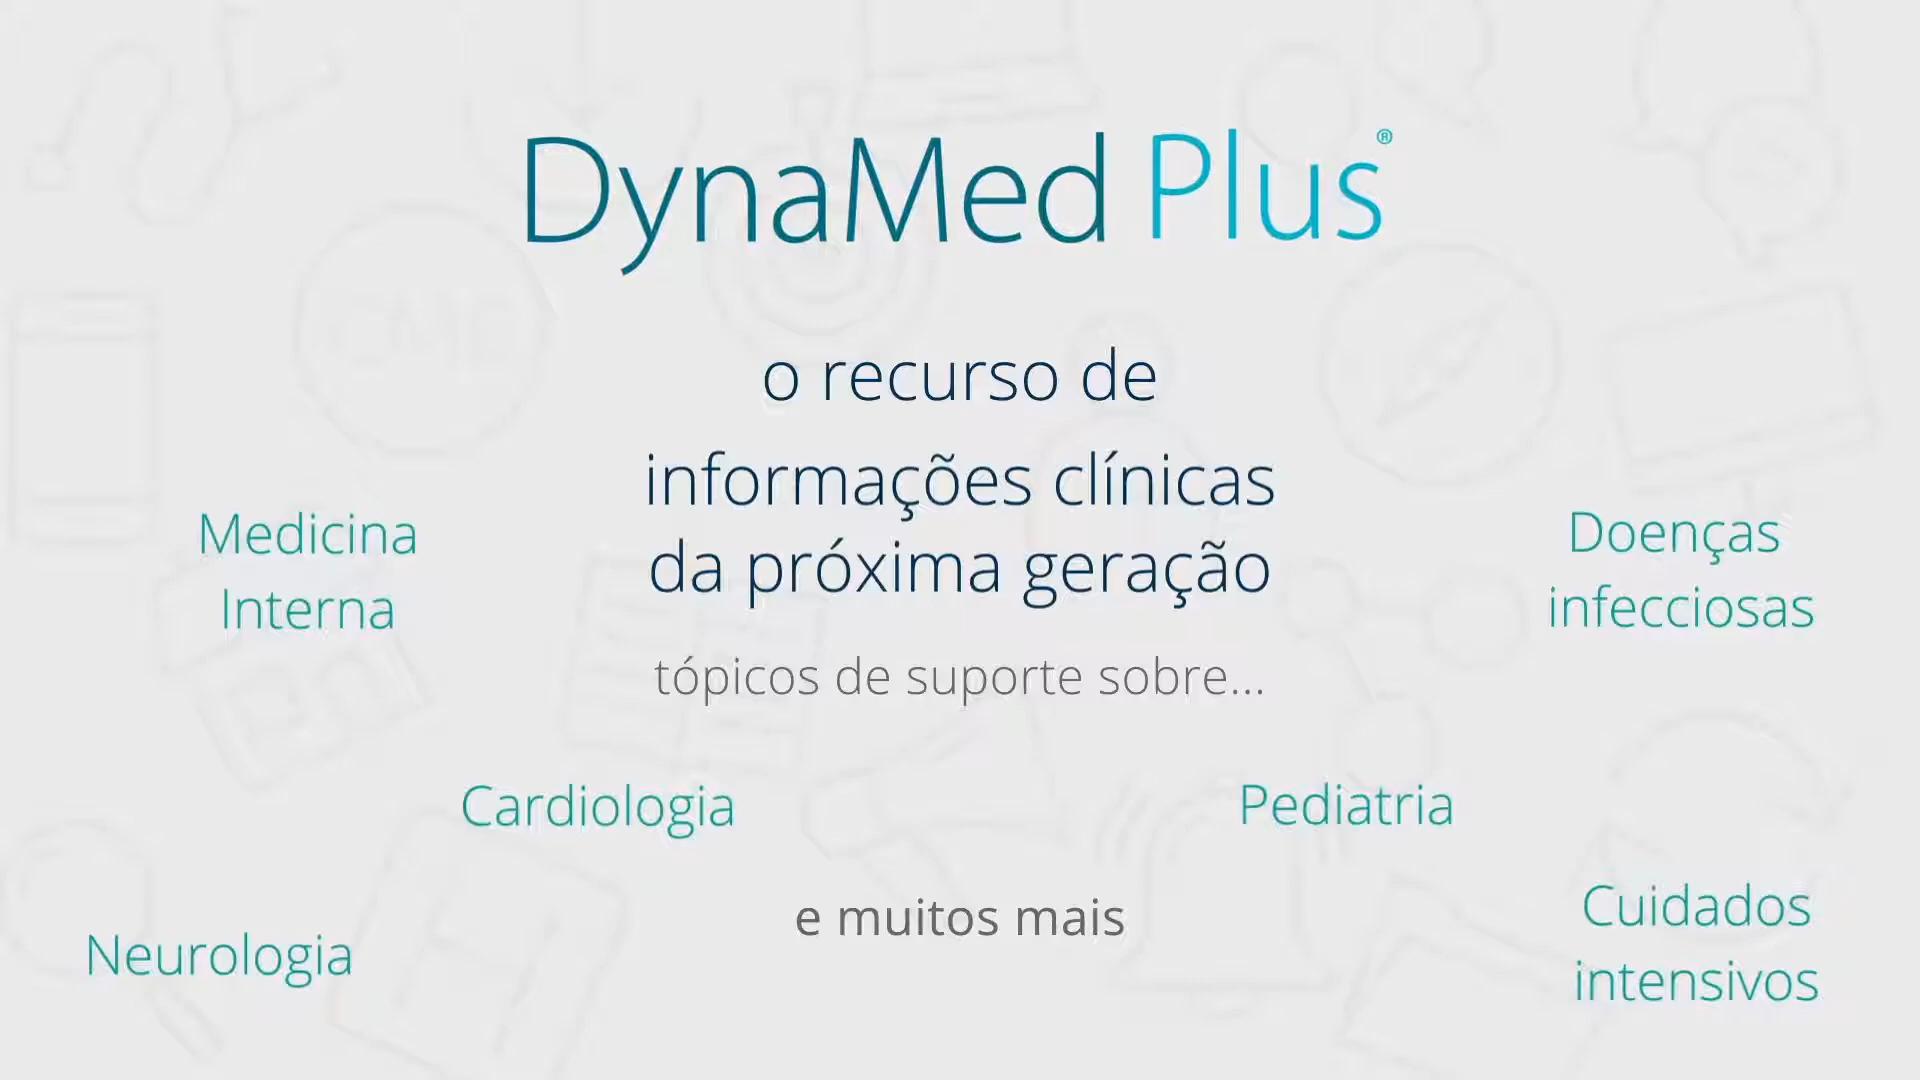 DynaMed Plus®
o recurso de
informações clínicas
da próxima geração
tópicos de suporte sobre...
Medicina
Interna
Doenças
infecciosas
Cardiologia
Pediatria
e muitos mais
Neurologia
Cuidados
intensivos